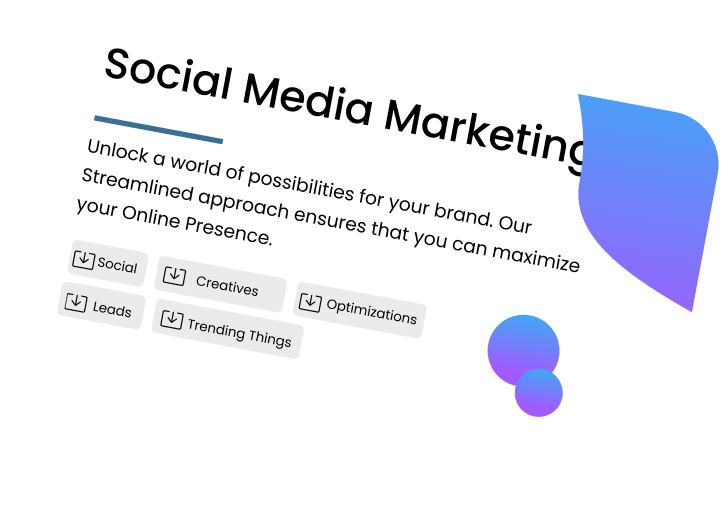 Social Media Marketing
Unlock a world of possibilities for your brand. Our
Streamlined approach ensures that you can maximize
your Online Presence.
Social
Creatives
Optimizations
Leads
Trending Things